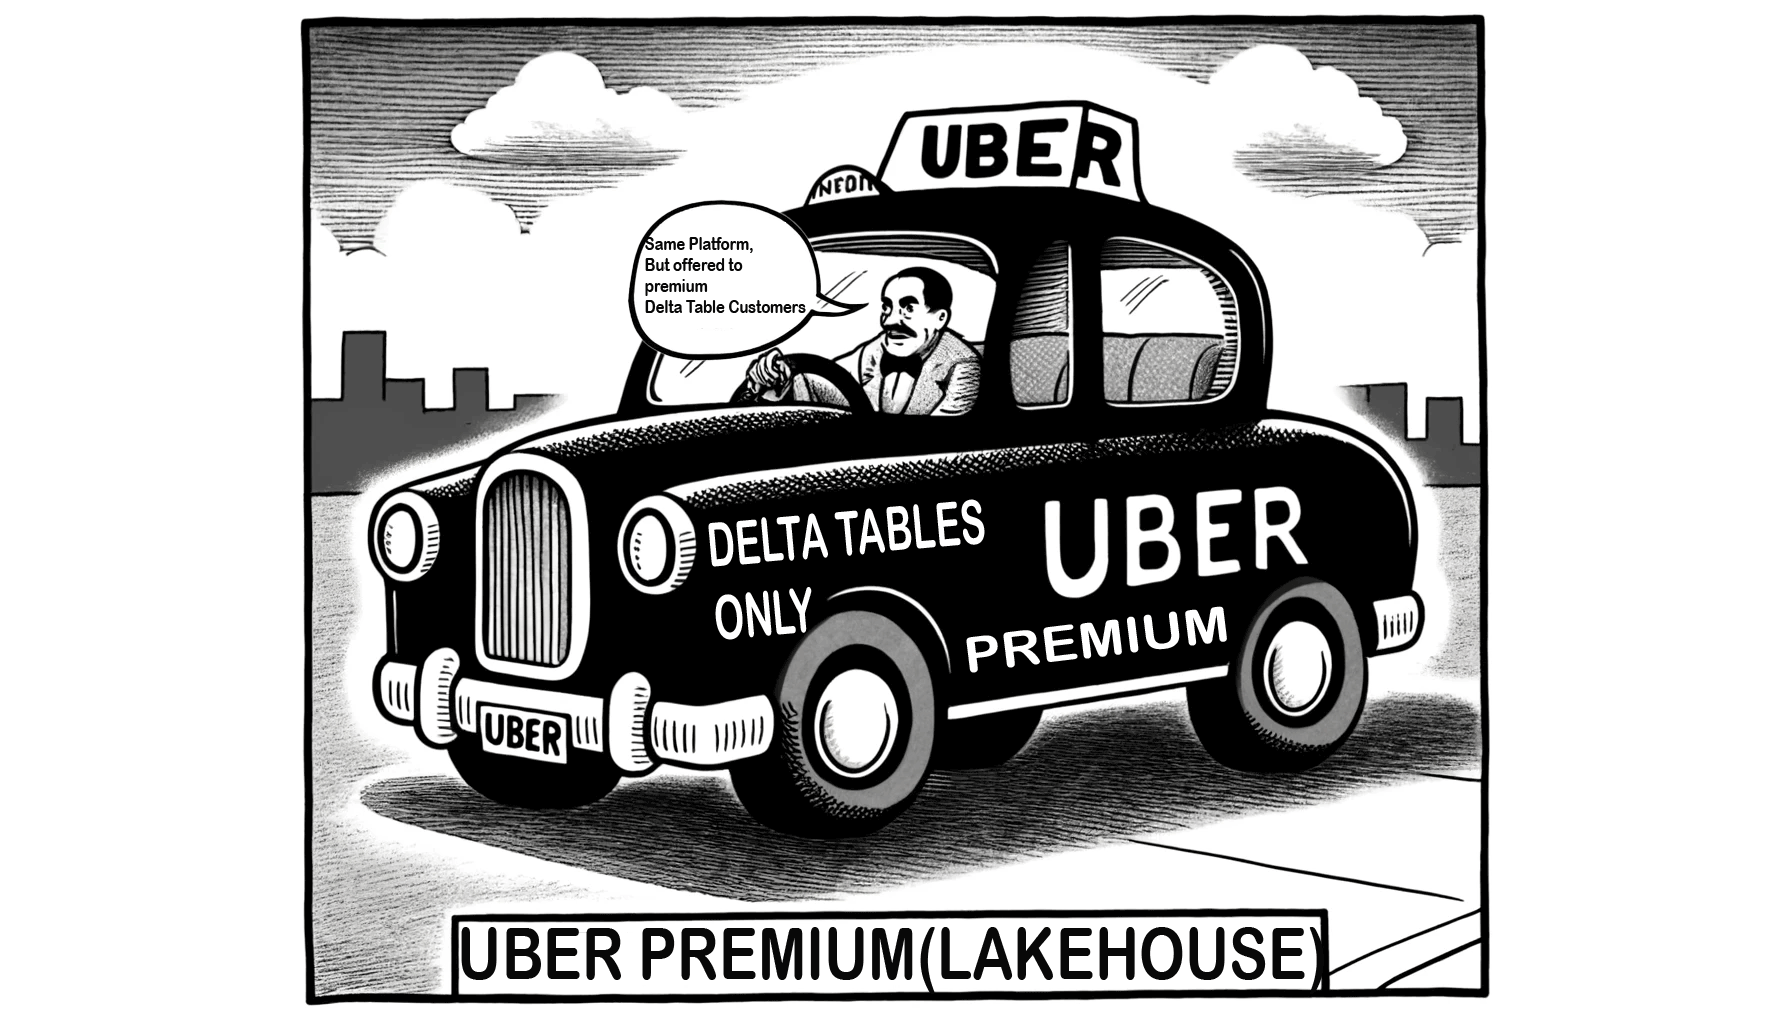 UBER
NEON
Same Platform,
But offered to
premium
Delta Table Customers
DELTA TABLES
ONLY
UBER
PREMIUM
UBER
UBER PREMIUM(LAKEHOUSE)